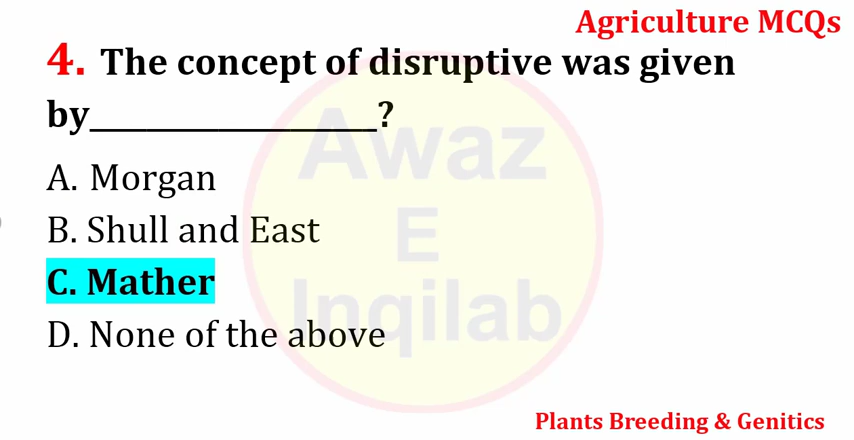 Agriculture MCQs
4. The concept of disruptive was given
by____________________?
A. Morgan
B. Shull and East
C. Mather
D. None of the above
Awaz
E
Inqilab
Plants Breeding & Genitics